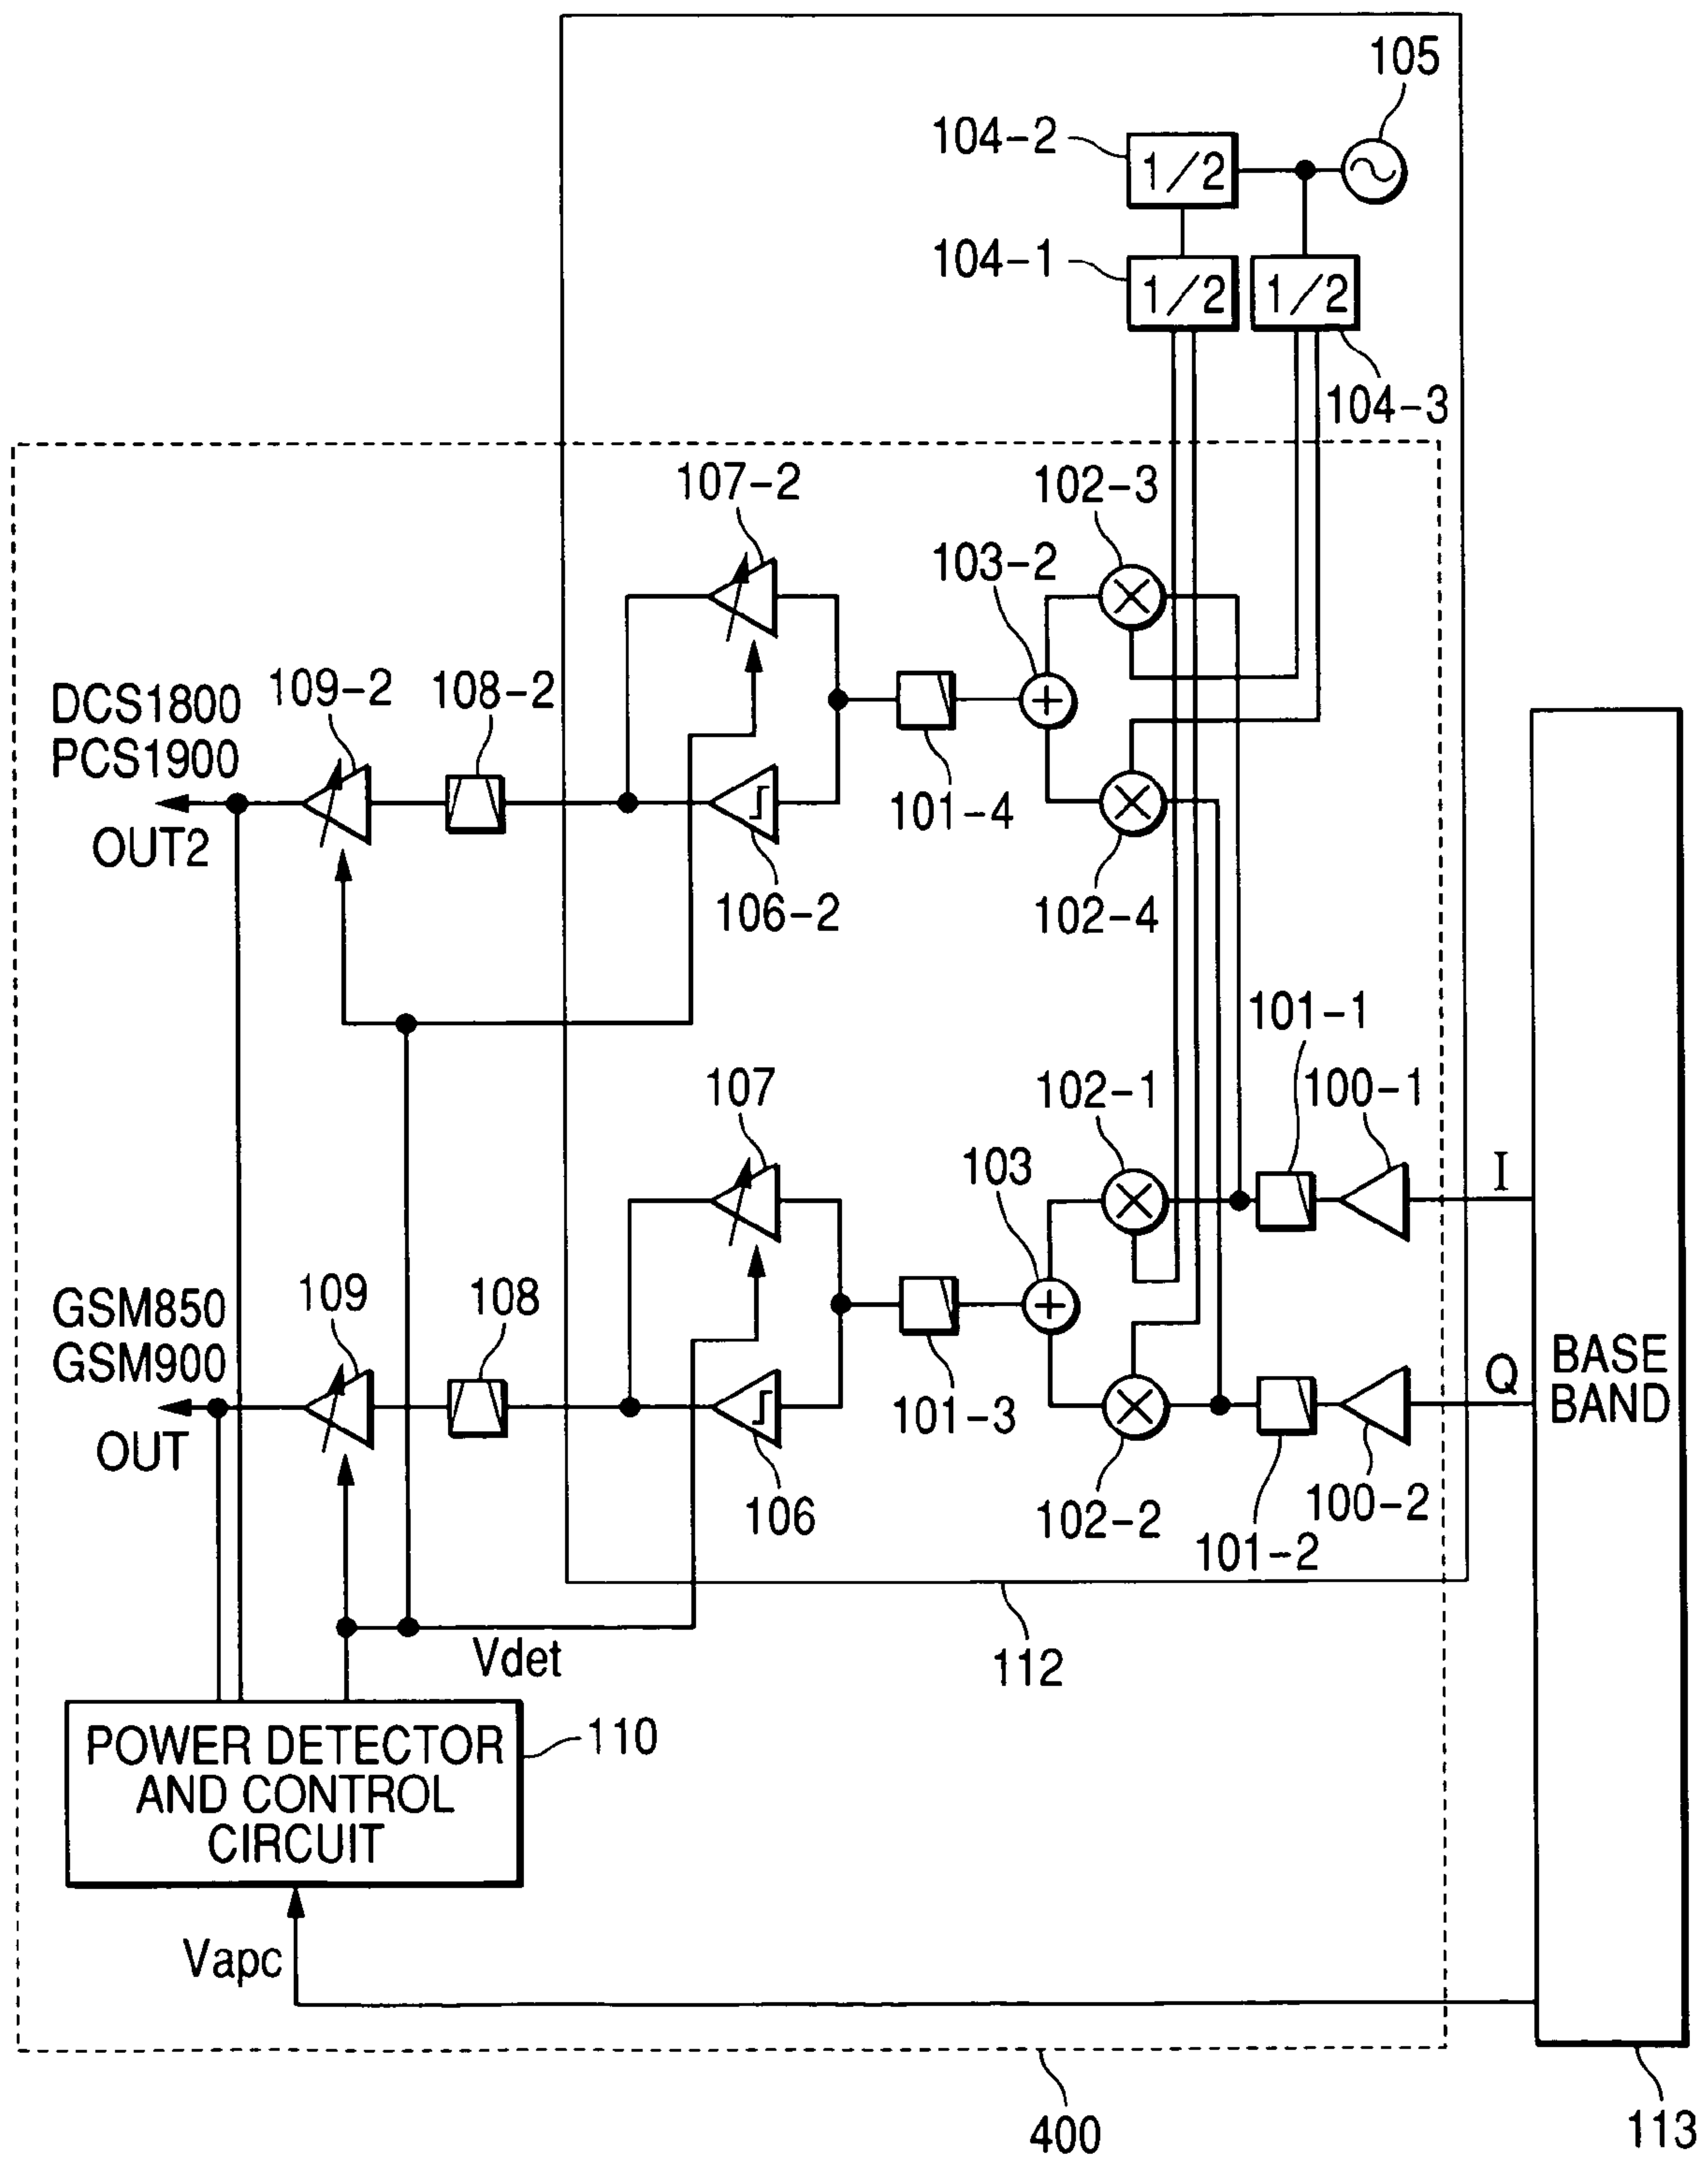 105
104-2
1/2
104-1
1/2
1/2
104-3
107-2
102-3
103-2
109-2
108-2
DCS1800
PCS1900
OUT2
101-4
106-2
102-4
101-1
107
102-1
100-1
103
I
109
108
GSM850
GSM900
OUT
Q
BASE
BAND
101-3
106
102-2
100-2
101-2
Vdet
112
POWER DETECTOR
AND CONTROL
CIRCUIT
110
Vapc
400
113